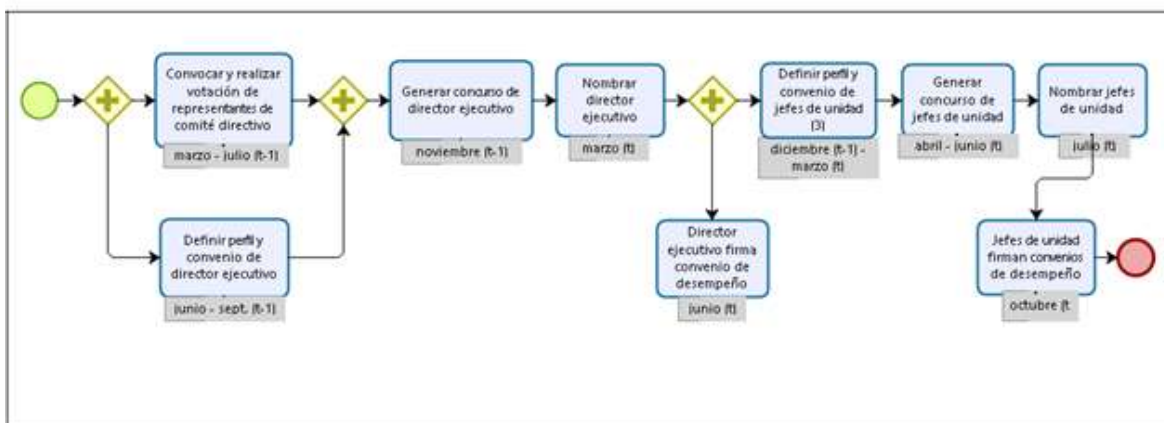 Convocar y realizar
votación de
representantes de
comité directivo
marzo - julio (t-1)
Generar concurso de
director ejecutivo
noviembre (t-1)
Nombrar
director
ejecutivo
marzo (t)
Definir perfil y
convenio de
jefes de unidad
(3)
diciembre (t-1) -
marzo (t)
Generar
concurso de
jefes de unidad
abril - junio (t)
Nombrar jefes
de unidad
julio (t)
Definir perfil y
convenio de
director ejecutivo
junio - sept. (t-1)
Director
ejecutivo firma
convenio de
desempeño
junio (t)
Jefes de unidad
firman convenios
de desempeño
octubre (t